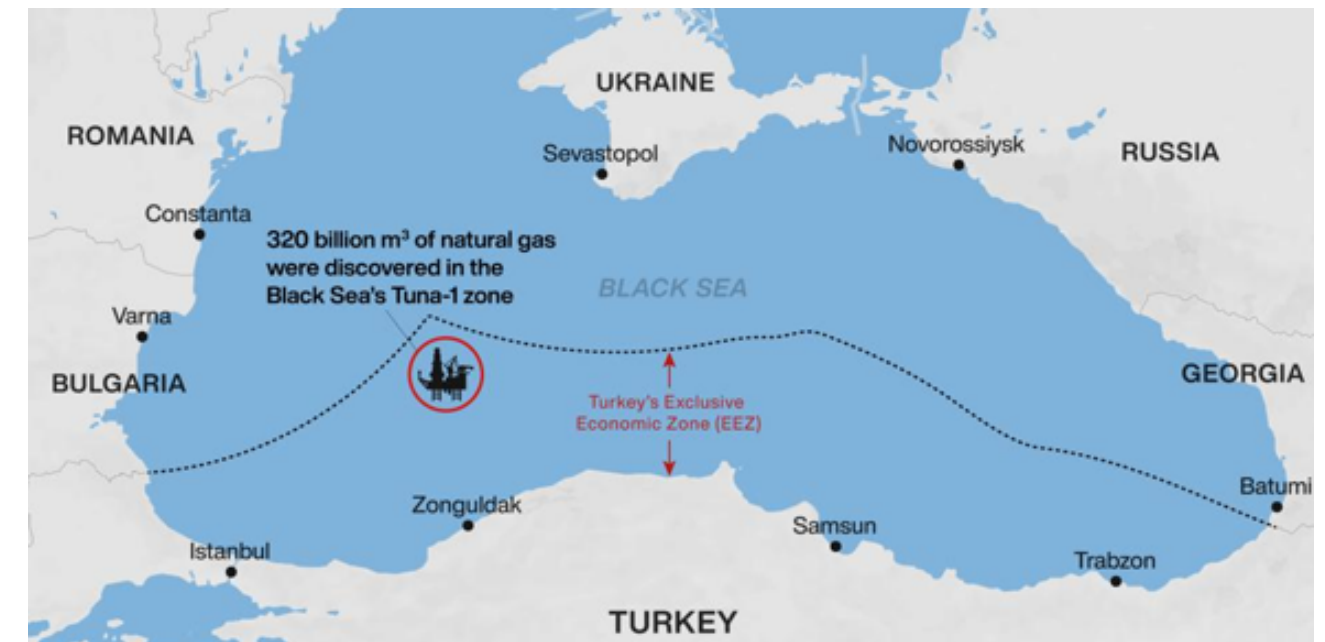 UKRAINE
ROMANIA
Sevastopol
Novorossiysk
RUSSIA
Constanta
320 billion m³ of natural gas
were discovered in the
Black Sea's Tuna-1 zone
BLACK SEA
Varna
BULGARIA
GEORGIA
Turkey's Exclusive
Economic Zone (EEZ)
Zonguldak
Batumi
Samsun
Istanbul
Trabzon
TURKEY